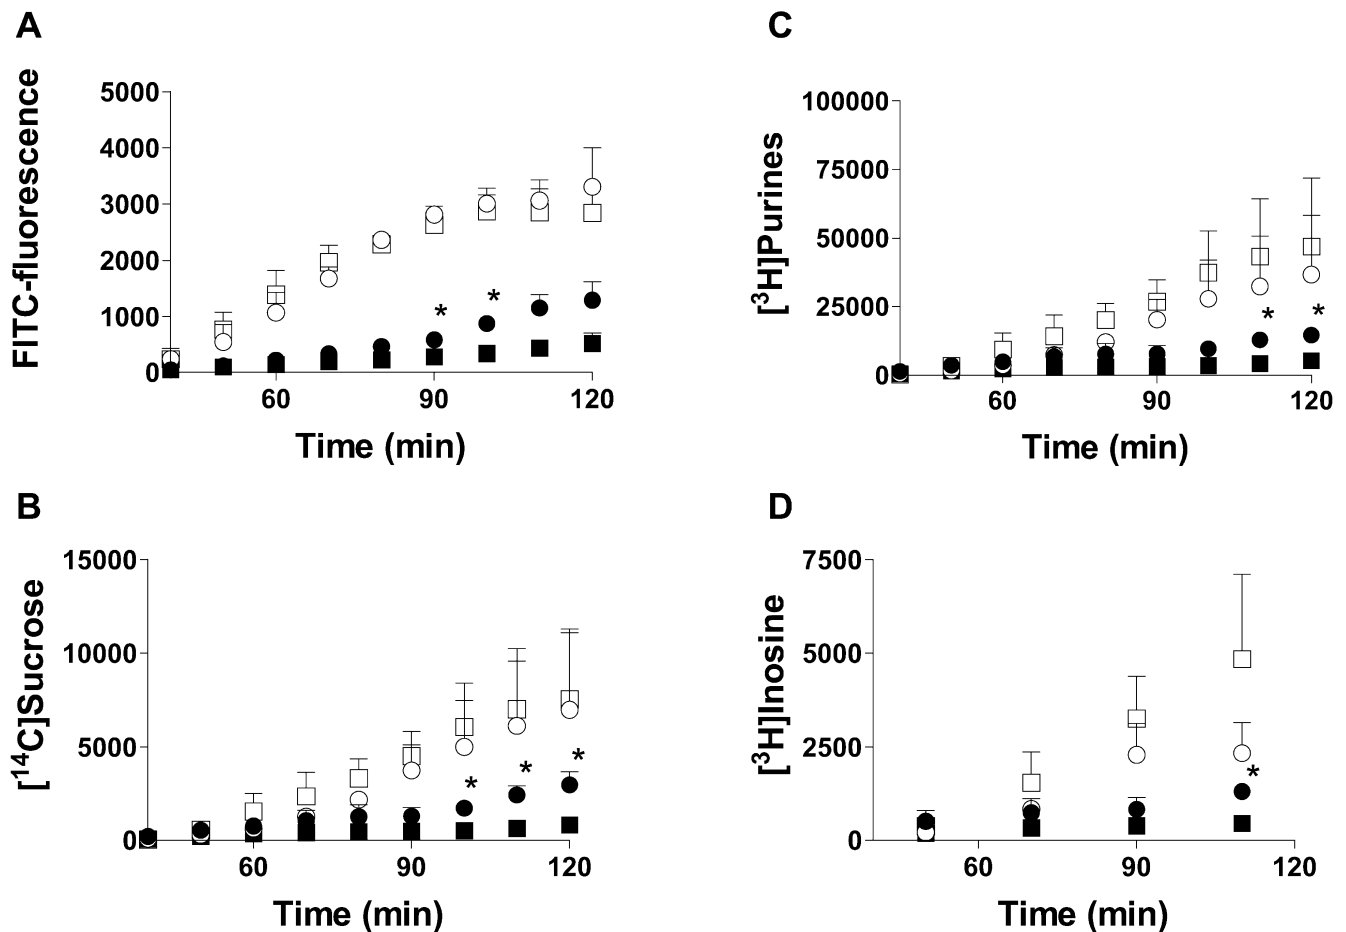 A
FITC-fluorescence
5000
4000
3000
2000
1000
0
* *
60 90 120
Time (min)
C
[³H]Purines
100000
75000
50000
25000
0
* *
60 90 120
Time (min)
B
[¹⁴C]Sucrose
15000
10000
5000
0
* * *
60 90 120
Time (min)
D
[³H]Inosine
7500
5000
2500
0
*
60 90 120
Time (min)